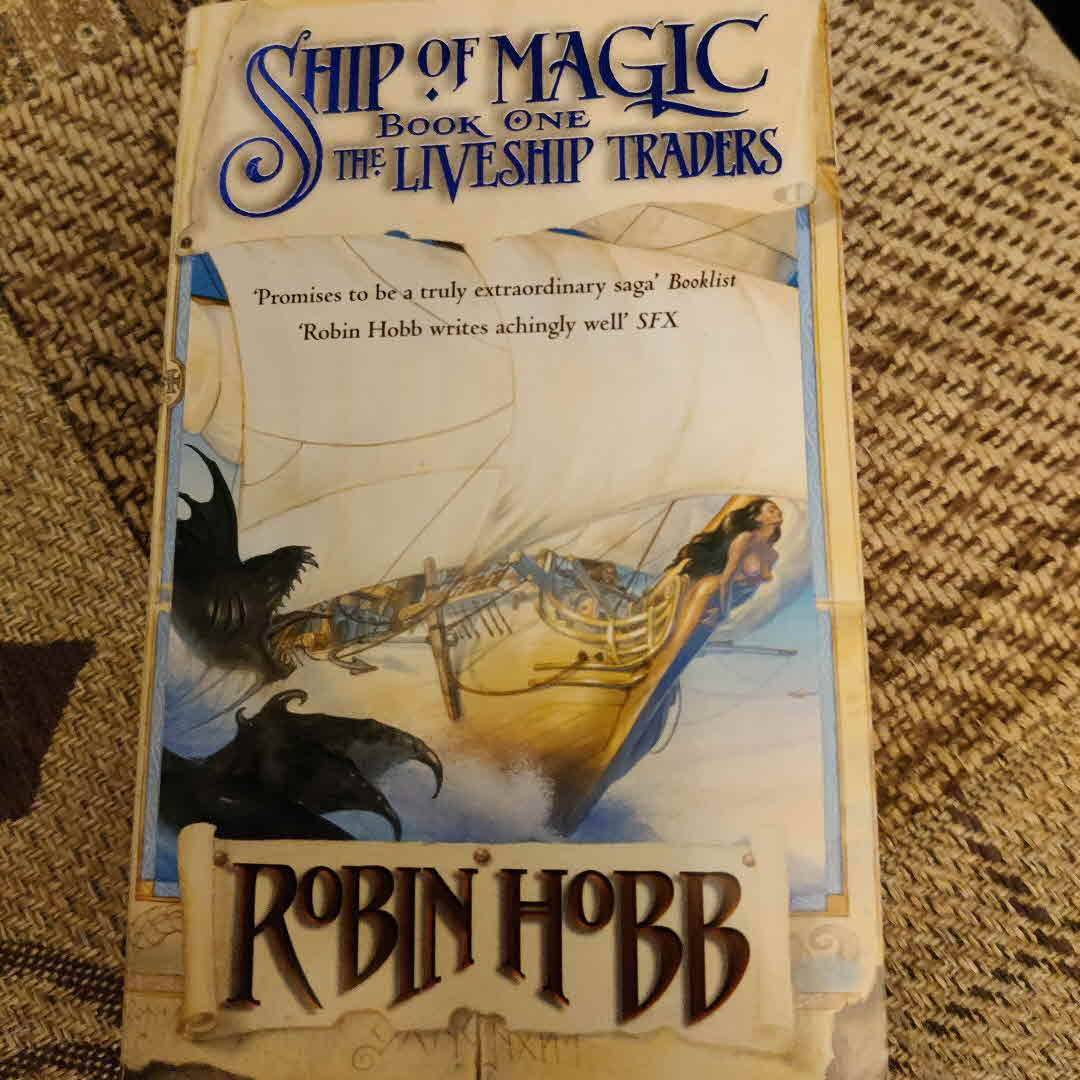 SHIP OF MAGIC
BOOK ONE
THE LIVESHIP TRADERS
'Promises to be a truly extraordinary saga' Booklist
'Robin Hobb writes achingly well' SFX
ROBIN HOBB